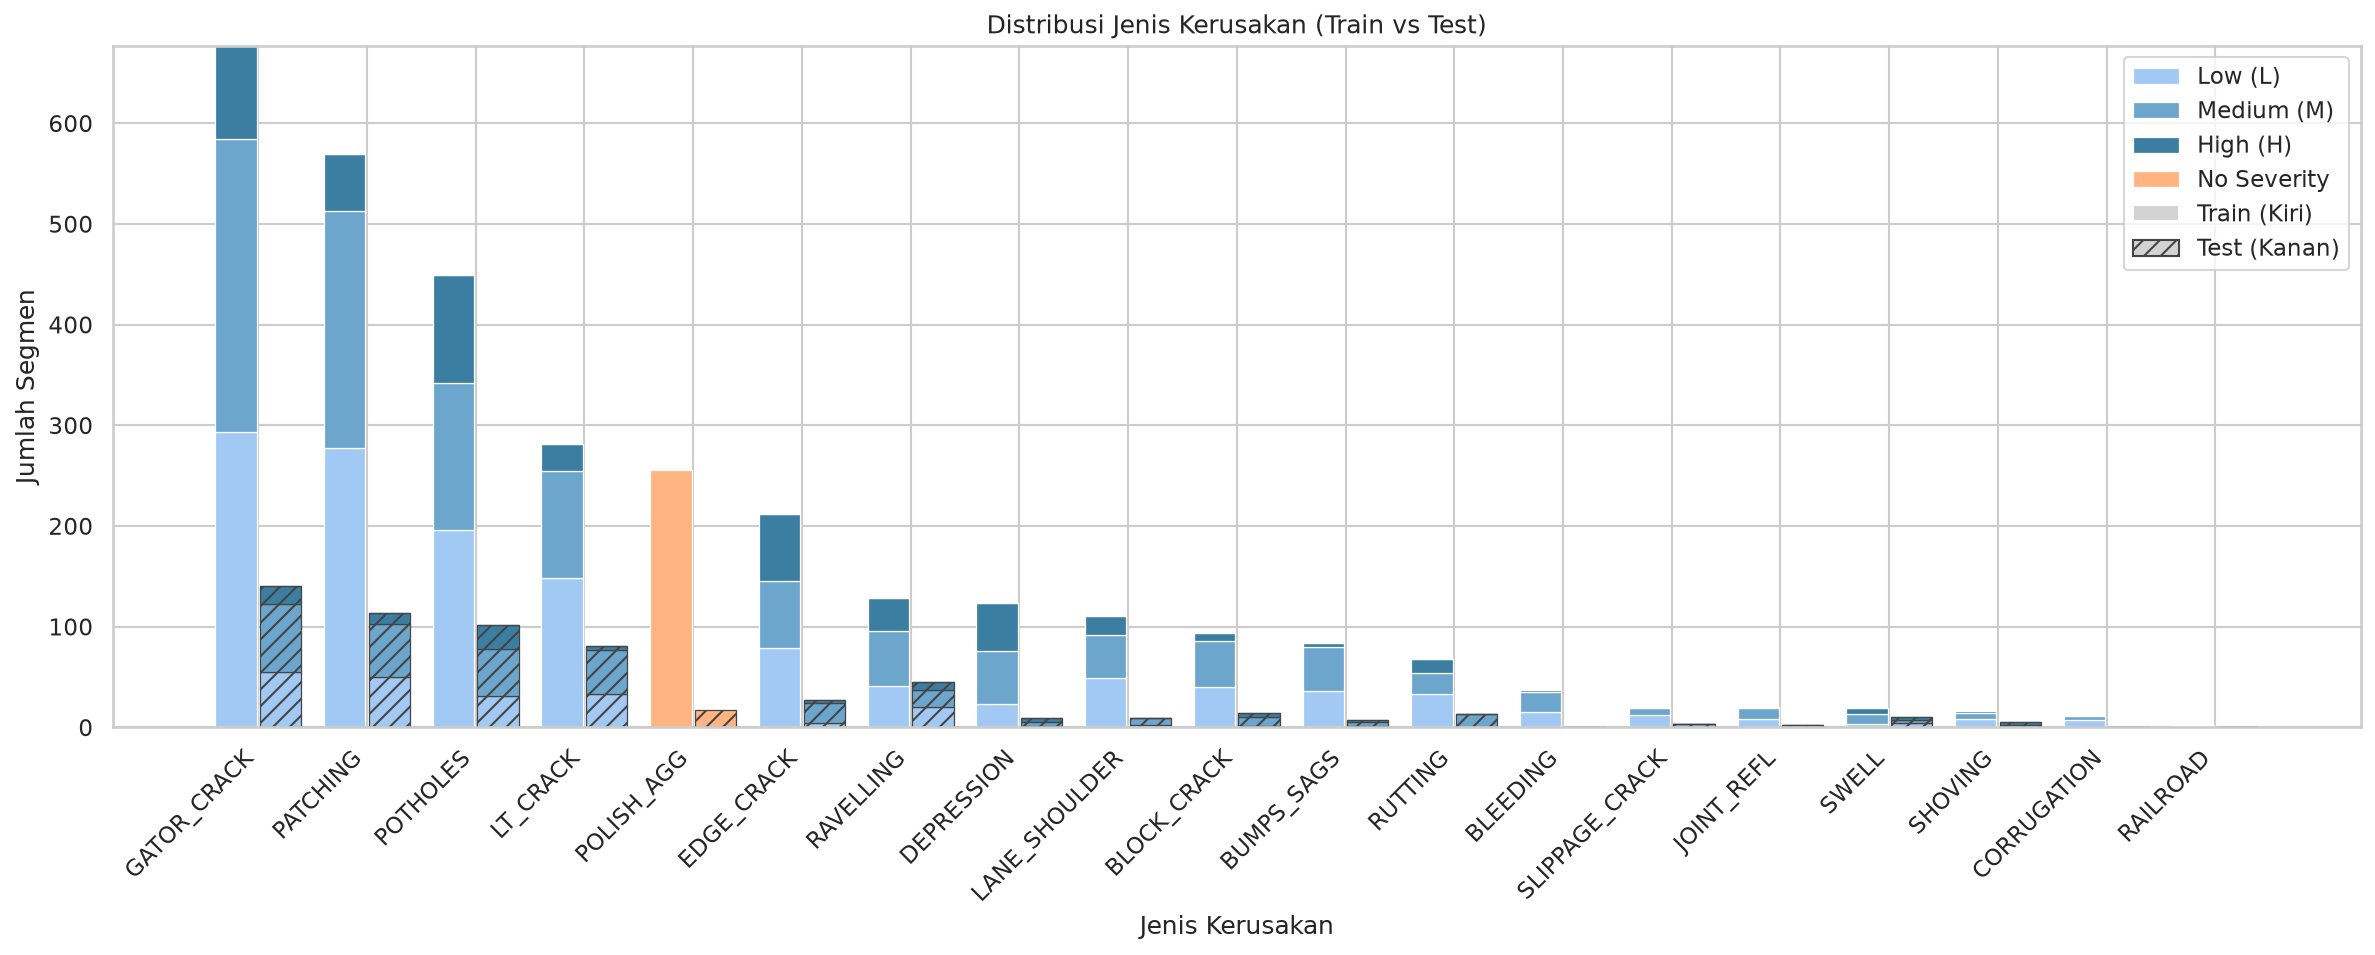 Distribusi Jenis Kerusakan (Train vs Test)
Low (L)
Medium (M)
High (H)
No Severity
Train (Kiri)
Test (Kanan)
Jumlah Segmen
600
500
400
300
200
100
0
GATOR_CRACK
PATCHING
POTHOLES
LT_CRACK
POLISH_AGG
EDGE_CRACK
RAVELLING
DEPRESSION
LANE_SHOULDER
BLOCK_CRACK
BUMPS_SAGS
RUTTING
BLEEDING
SLIPPAGE_CRACK
JOINT_REFL
SWELL
SHOVING
CORRUGATION
RAILROAD
Jenis Kerusakan